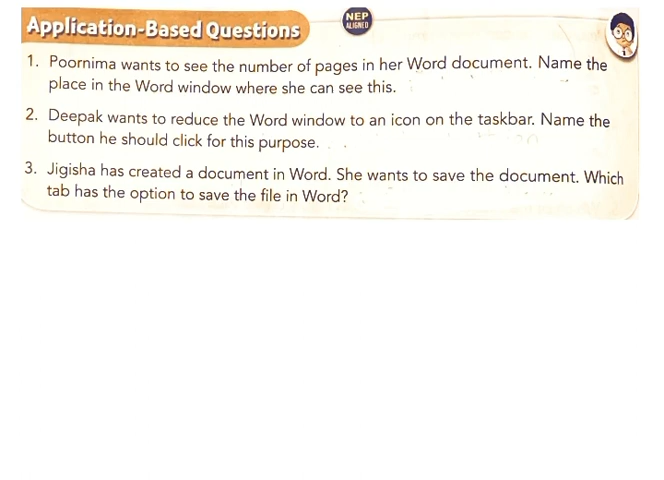 Application-Based Questions
NEP
ALIGNED
1. Poornima wants to see the number of pages in her Word document. Name the
place in the Word window where she can see this.
2. Deepak wants to reduce the Word window to an icon on the taskbar. Name the
button he should click for this purpose.
3. Jigisha has created a document in Word. She wants to save the document. Which
tab has the option to save the file in Word?